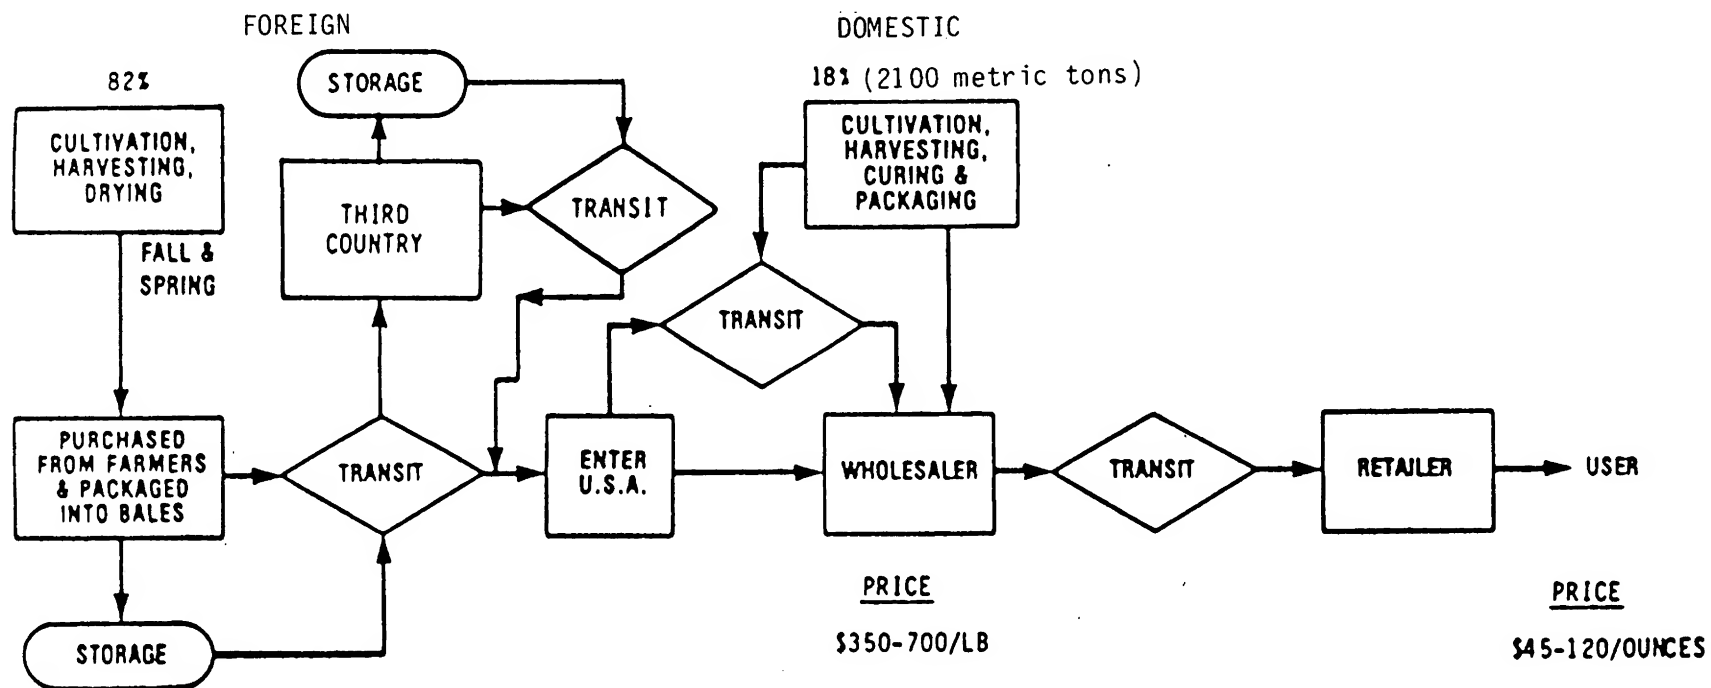 FOREIGN
DOMESTIC
82%
18% (2100 metric tons)
STORAGE
CULTIVATION,
HARVESTING,
DRYING
CULTIVATION,
HARVESTING,
CURING &
PACKAGING
THIRD
COUNTRY
TRANSIT
FALL &
SPRING
TRANSIT
PURCHASED
FROM FARMERS
& PACKAGED
INTO BALES
TRANSIT
ENTER
U.S.A.
WHOLESALER
TRANSIT
RETAILER
USER
STORAGE
PRICE
$350-700/LB
PRICE
$45-120/OUNCES